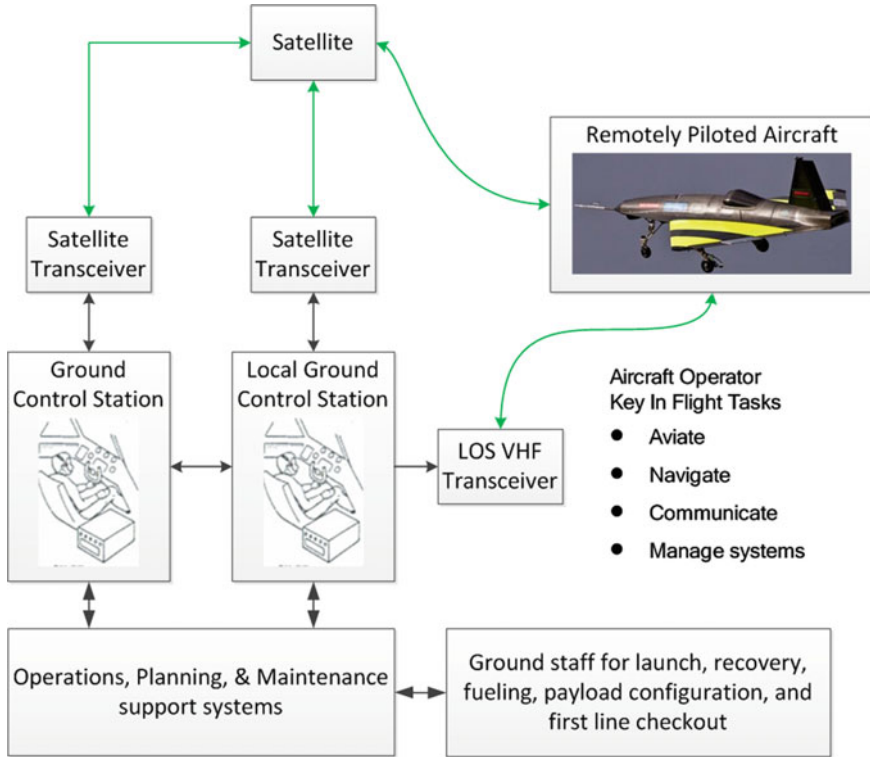 Satellite
Remotely Piloted Aircraft
Satellite
Transceiver
Satellite
Transceiver
Ground
Control Station
Local Ground
Control Station
LOS VHF
Transceiver
Aircraft Operator
Key In Flight Tasks
● Aviate
● Navigate
● Communicate
● Manage systems
Operations, Planning, & Maintenance
support systems
Ground staff for launch, recovery,
fueling, payload configuration, and
first line checkout